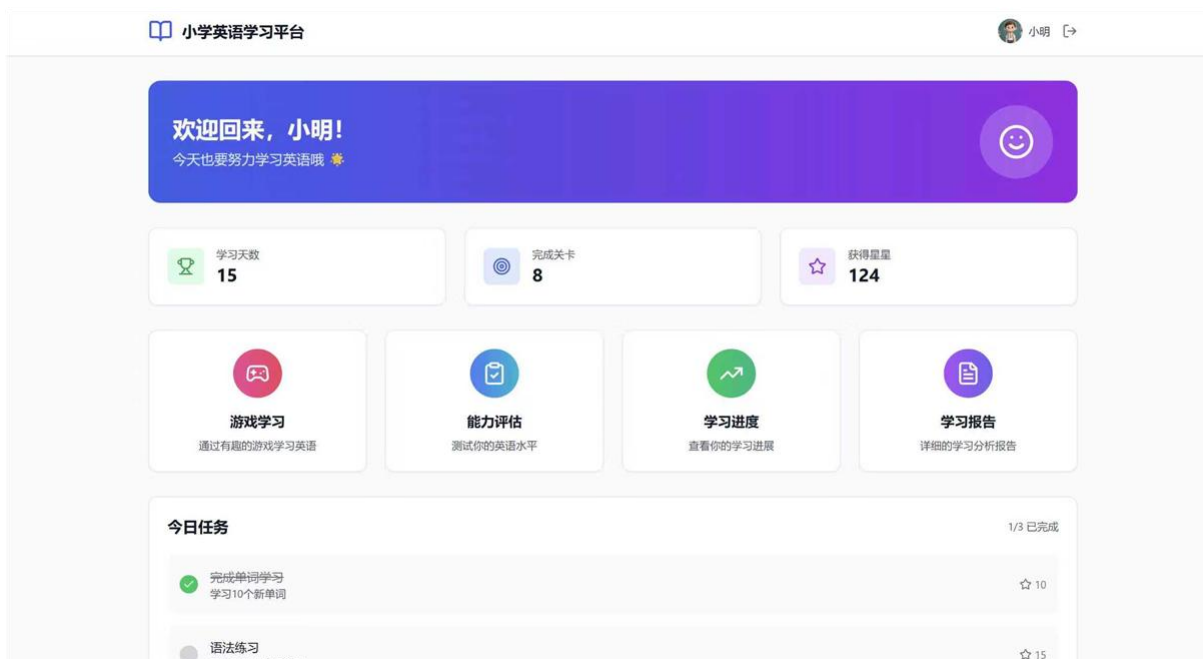 小学英语学习平台
小明
欢迎回来，小明！
今天也要努力学习英语哦
学习天数
15
完成关卡
8
获得星星
124
游戏学习
通过有趣的游戏学习英语
能力评估
测试你的英语水平
学习进度
查看你的学习进展
学习报告
详细的学习分析报告
今日任务
1/3 已完成
完成单词学习
10
学习10个新单词
语法练习
15